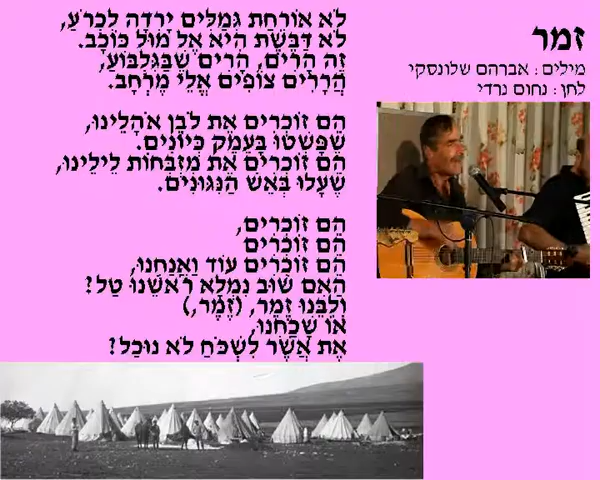 זמר
מילים : אברהם שלונסקי
לחן : נחום נרדי
לֹא אוֹרְחַת גְּמַלִּים יָרְדָה לִכְרֹעַ,
לֹא דַּבֶּשֶׁת הִיא אֶל מוּל כּוֹכָב.
זֶה הָרִים, הָרִים שֶׁבַּגִּלְבּוֹעַ,
הֲרָרִים צוֹפִים אֱלֵי מֶרְחָב.
הֵם זוֹכְרִים אֶת לֹבֶן אֹהָלֵינוּ,
שֶׁפָּשְׁטוּ בָּעֵמֶק כְּיוֹנִים.
הֵם זוֹכְרִים אֶת מִזְבְּחוֹת לֵילֵינוּ,
שֶׁעָלוּ בְּאֵשׁ הַנִּגּוּנִים.
הֵם זוֹכְרִים,
הֵם זוֹכְרִים
הֵם זוֹכְרִים עוֹד וַאֲנַחְנוּ,
הַאִם שׁוּב נִמְלָא רֹאשֵׁנוּ טַל?
וְלִבֵּנוּ זֶמֶר, (זֶמֶר,)
אוֹ שָׁכַחְנוּ,
אֶת אֲשֶׁר לִשְׁכֹּחַ לֹא נוּכַל?